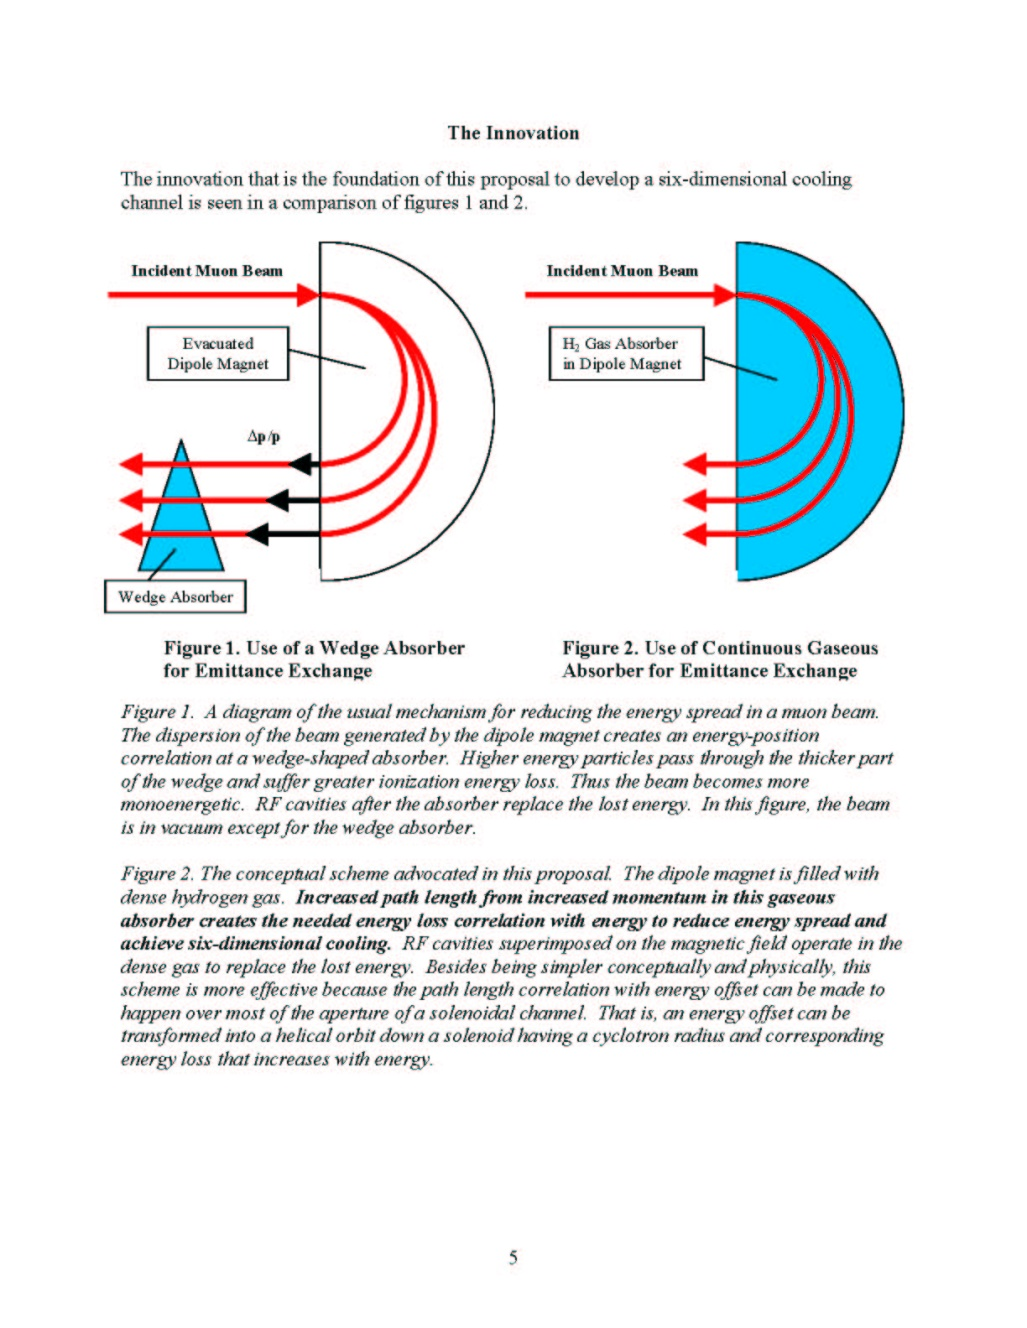 The Innovation
The innovation that is the foundation of this proposal to develop a six-dimensional cooling
channel is seen in a comparison of figures 1 and 2.
Incident Muon Beam
Evacuated
Dipole Magnet
Δp/p
Wedge Absorber
Incident Muon Beam
H₂ Gas Absorber
in Dipole Magnet
Figure 1. Use of a Wedge Absorber
for Emittance Exchange
Figure 2. Use of Continuous Gaseous
Absorber for Emittance Exchange
Figure 1. A diagram of the usual mechanism for reducing the energy spread in a muon beam.
The dispersion of the beam generated by the dipole magnet creates an energy-position
correlation at a wedge-shaped absorber. Higher energy particles pass through the thicker part
of the wedge and suffer greater ionization energy loss. Thus the beam becomes more
monoenergetic. RF cavities after the absorber replace the lost energy. In this figure, the beam
is in vacuum except for the wedge absorber.
Figure 2. The conceptual scheme advocated in this proposal. The dipole magnet is filled with
dense hydrogen gas. Increased path length from increased momentum in this gaseous
absorber creates the needed energy loss correlation with energy to reduce energy spread and
achieve six-dimensional cooling. RF cavities superimposed on the magnetic field operate in the
dense gas to replace the lost energy. Besides being simpler conceptually and physically, this
scheme is more effective because the path length correlation with energy offset can be made to
happen over most of the aperture of a solenoidal channel. That is, an energy offset can be
transformed into a helical orbit down a solenoid having a cyclotron radius and corresponding
energy loss that increases with energy.
5